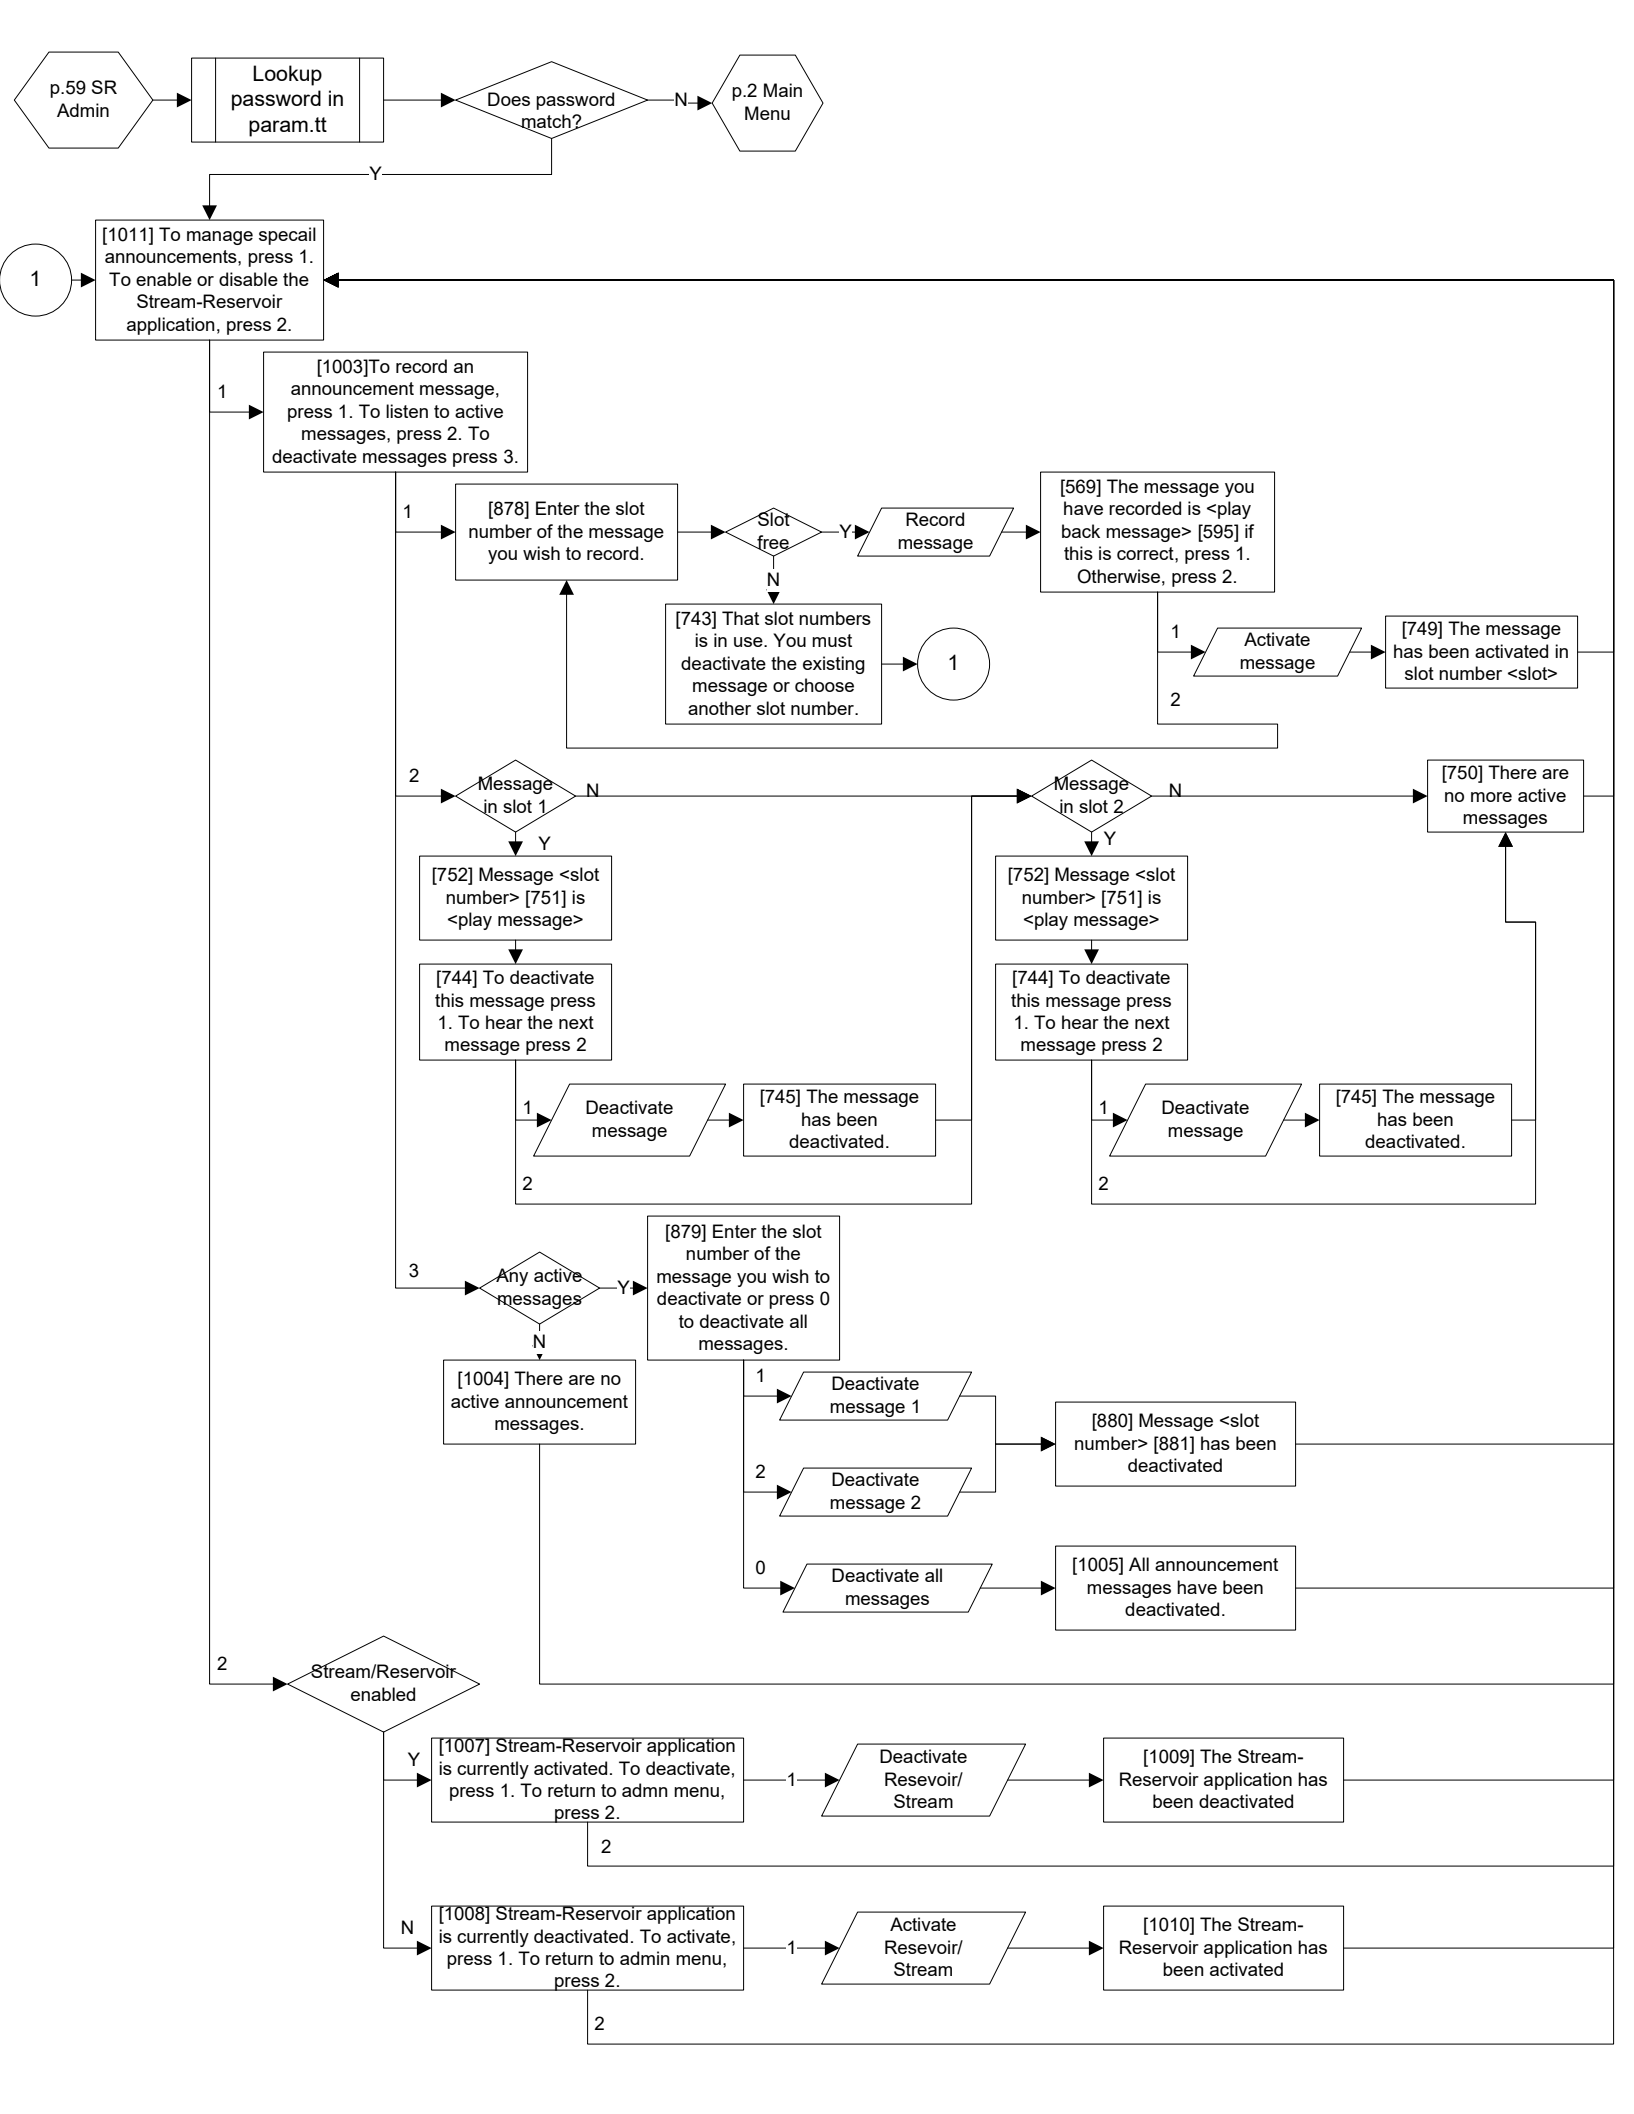 p.59 SR
Admin
Lookup
password in
param.tt
Does password
match?
N
p.2 Main
Menu
Y
1
[1011] To manage specail
announcements, press 1.
To enable or disable the
Stream-Reservoir
application, press 2.
1
[1003]To record an
announcement message,
press 1. To listen to active
messages, press 2. To
deactivate messages press 3.
1
[878] Enter the slot
number of the message
you wish to record.
Slot
free
Y
Record
message
[569] The message you
have recorded is <play
back message> [595] if
this is correct, press 1.
Otherwise, press 2.
N
[743] That slot numbers
is in use. You must
deactivate the existing
message or choose
another slot number.
1
1
Activate
message
[749] The message
has been activated in
slot number <slot>
2
2
Message
in slot 1
N
Message
in slot 2
N
[750] There are
no more active
messages
Y
[752] Message <slot
number> [751] is
<play message>
[744] To deactivate
this message press
1. To hear the next
message press 2
1
Deactivate
message
[745] The message
has been
deactivated.
2
Y
[752] Message <slot
number> [751] is
<play message>
[744] To deactivate
this message press
1. To hear the next
message press 2
1
Deactivate
message
[745] The message
has been
deactivated.
2
3
Any active
messages
Y
[879] Enter the slot
number of the
message you wish to
deactivate or press 0
to deactivate all
messages.
N
[1004] There are no
active announcement
messages.
1
Deactivate
message 1
2
Deactivate
message 2
[880] Message <slot
number> [881] has been
deactivated
0
Deactivate all
messages
[1005] All announcement
messages have been
deactivated.
2
Stream/Reservoir
enabled
Y
[1007] Stream-Reservoir application
is currently activated. To deactivate,
press 1. To return to admn menu,
press 2.
1
Deactivate
Resevoir/
Stream
[1009] The Stream-
Reservoir application has
been deactivated
2
N
[1008] Stream-Reservoir application
is currently deactivated. To activate,
press 1. To return to admin menu,
press 2.
1
Activate
Resevoir/
Stream
[1010] The Stream-
Reservoir application has
been activated
2